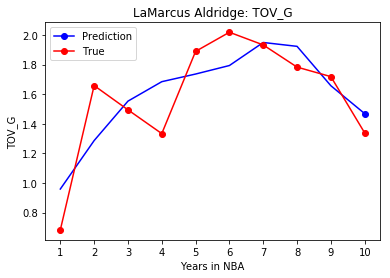 LaMarcus Aldridge: TOV_G
Prediction
True
2.0
1.8
1.6
1.4
1.2
1.0
0.8
TOV_G
1 2 3 4 5 6 7 8 9 10
Years in NBA